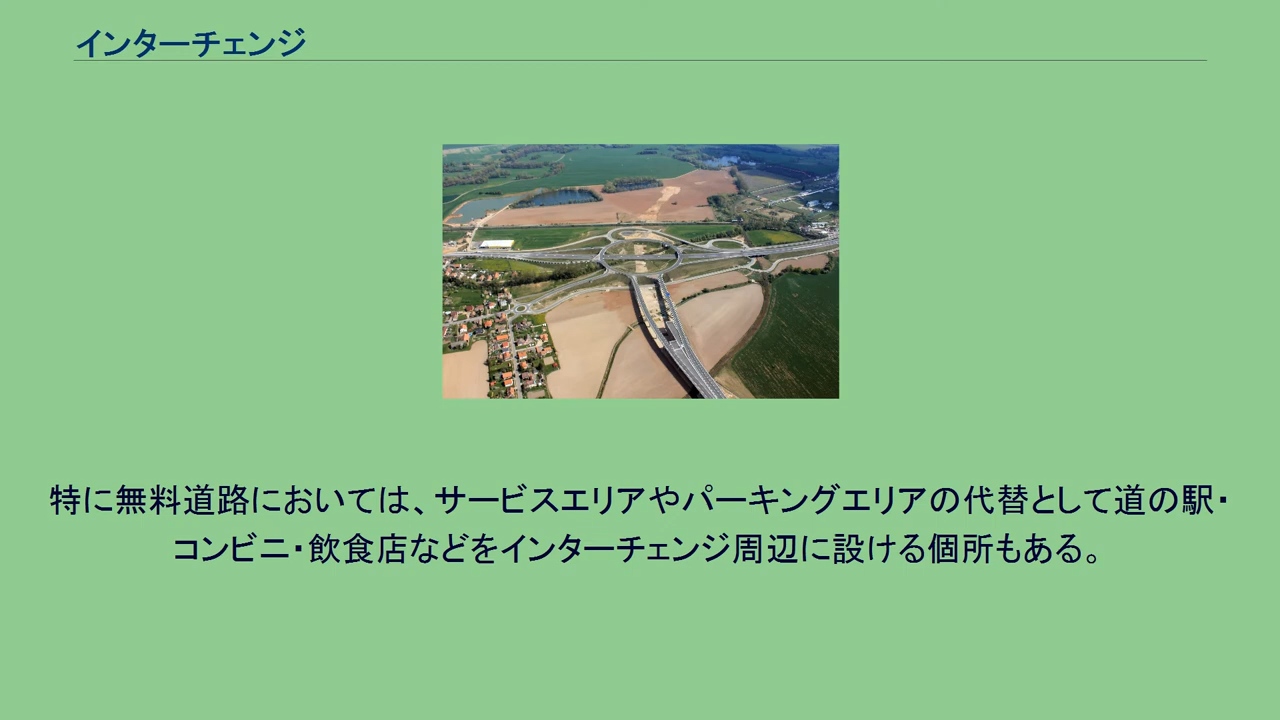 インターチェンジ
特に無料道路においては、サービスエリアやパーキングエリアの代替として道の駅・
コンビニ・飲食店などをインターチェンジ周辺に設ける個所もある。